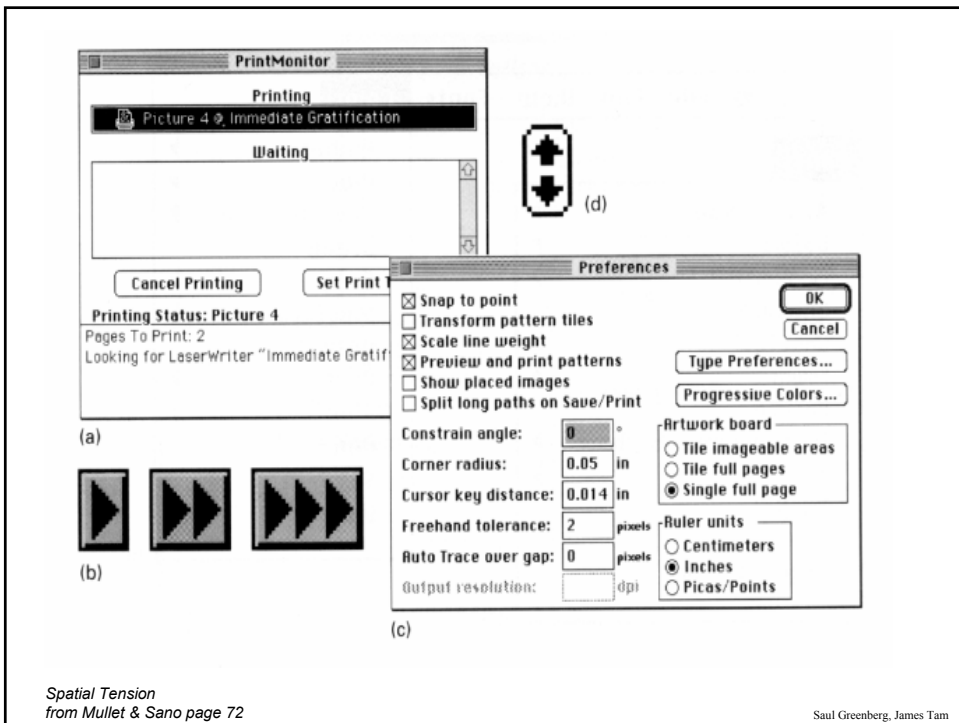 PrintMonitor
Printing
Picture 4 @ Immediate Gratification
Waiting
Cancel Printing
Set Print
Printing Status: Picture 4
Pages To Print: 2
Looking for LaserWriter "Immediate Gratif
(a)
(b)
(d)
Preferences
Snap to point
Transform pattern tiles
Scale line weight
Preview and print patterns
Show placed images
Split long paths on Save/Print
Constrain angle: 0 °
Corner radius: 0.05 in
Cursor key distance: 0.014 in
Freehand tolerance: 2 pixels
Auto Trace over gap: 0 pixels
Output resolution: dpi
OK
Cancel
Type Preferences...
Progressive Colors...
Artwork board
Tile imageable areas
Tile full pages
Single full page
Ruler units
Centimeters
Inches
Picas/Points
(c)
Spatial Tension
from Mullet & Sano page 72
Saul Greenberg, James Tam